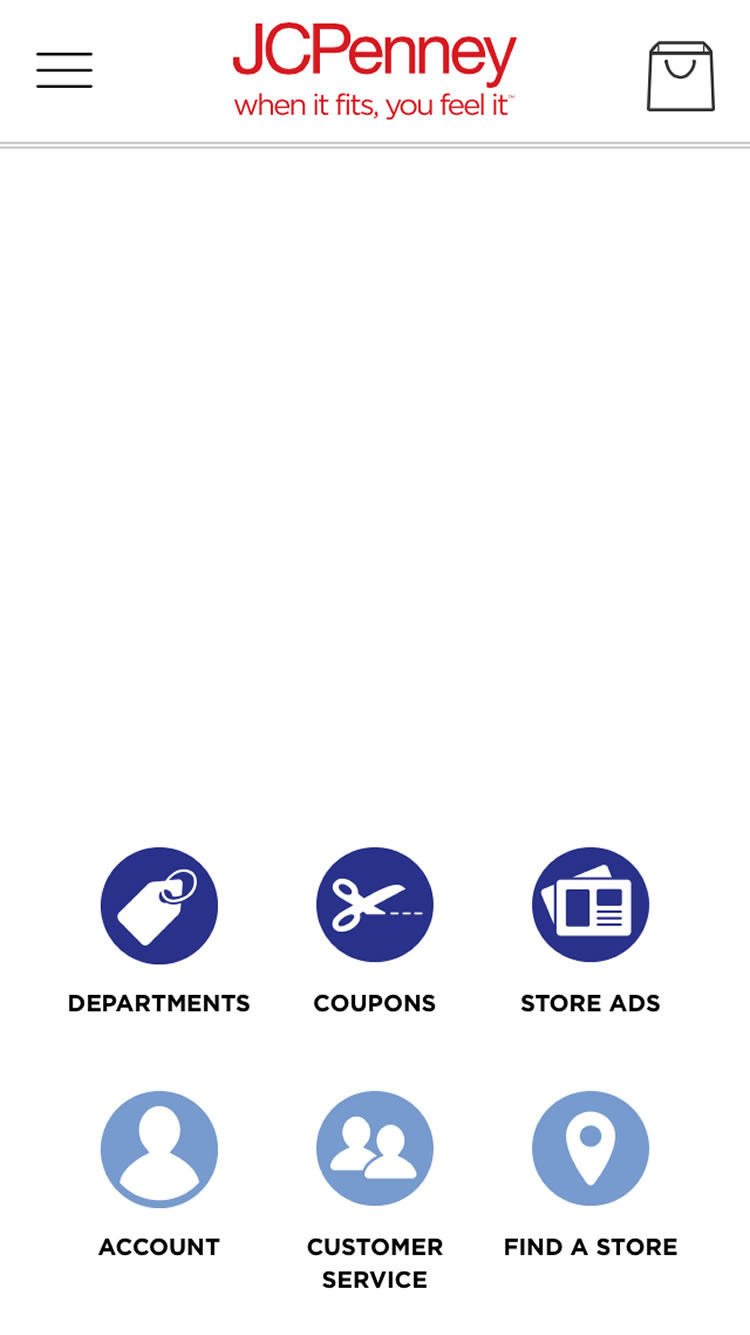 JCPenney
when it fits, you feel it™
DEPARTMENTS
COUPONS
STORE ADS
ACCOUNT
CUSTOMER
SERVICE
FIND A STORE